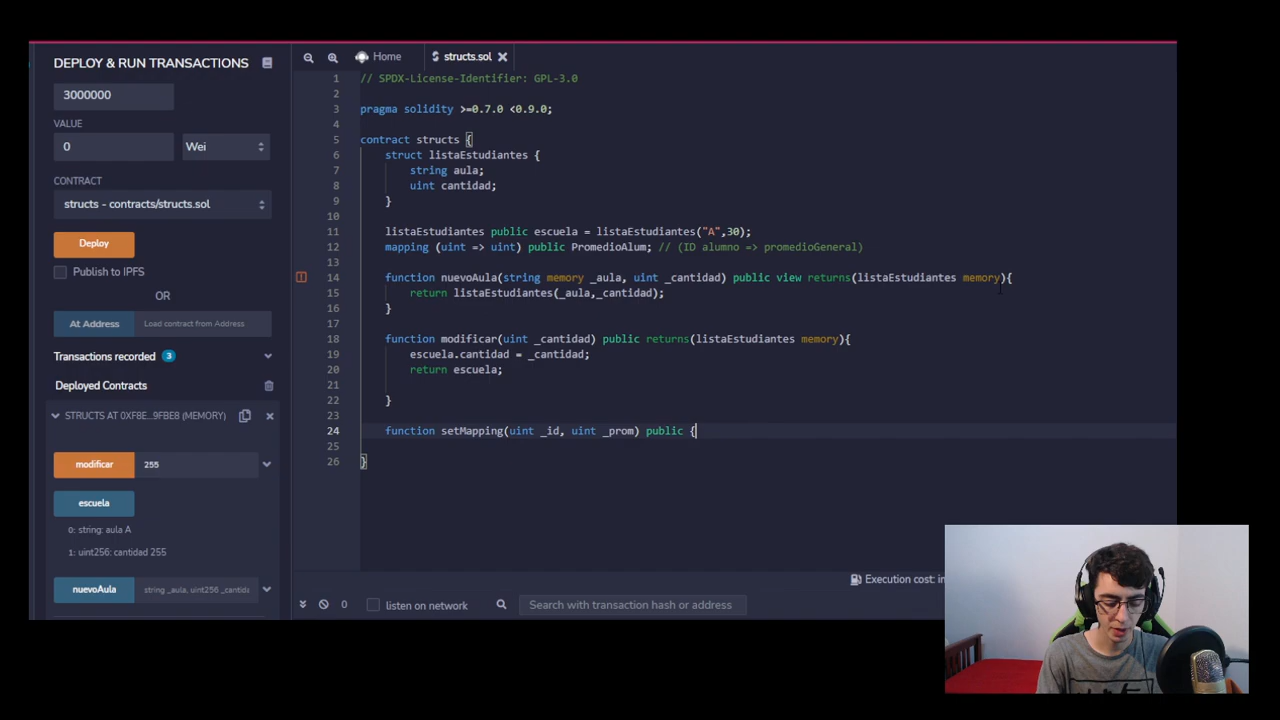 DEPLOY & RUN TRANSACTIONS
3000000
VALUE
0 Wei
CONTRACT
structs - contracts/structs.sol
Deploy
Publish to IPFS
OR
At Address Load contract from Address
Transactions recorded 3
Deployed Contracts
STRUCTS AT 0XF8E...9FBE8 (MEMORY)
modificar 255
escuela
0: string: aula A
1: uint256: cantidad 255
nuevoAula string _aula, uint256 _cantida
Home structs.sol
1 // SPDX-License-Identifier: GPL-3.0
2
3 pragma solidity >=0.7.0 <0.9.0;
4
5 contract structs {
6 struct listaEstudiantes {
7 string aula;
8 uint cantidad;
9 }
10
11 listaEstudiantes public escuela = listaEstudiantes("A",30);
12 mapping (uint => uint) public PromedioAlum; // (ID alumno => promedioGeneral)
13
14 function nuevoAula(string memory _aula, uint _cantidad) public view returns(listaEstudiantes memory){
15 return listaEstudiantes(_aula,_cantidad);
16 }
17
18 function modificar(uint _cantidad) public returns(listaEstudiantes memory){
19 escuela.cantidad = _cantidad;
20 return escuela;
21
22 }
23
24 function setMapping(uint _id, uint _prom) public {
25
26 }
Execution cost: in
0 listen on network Search with transaction hash or address